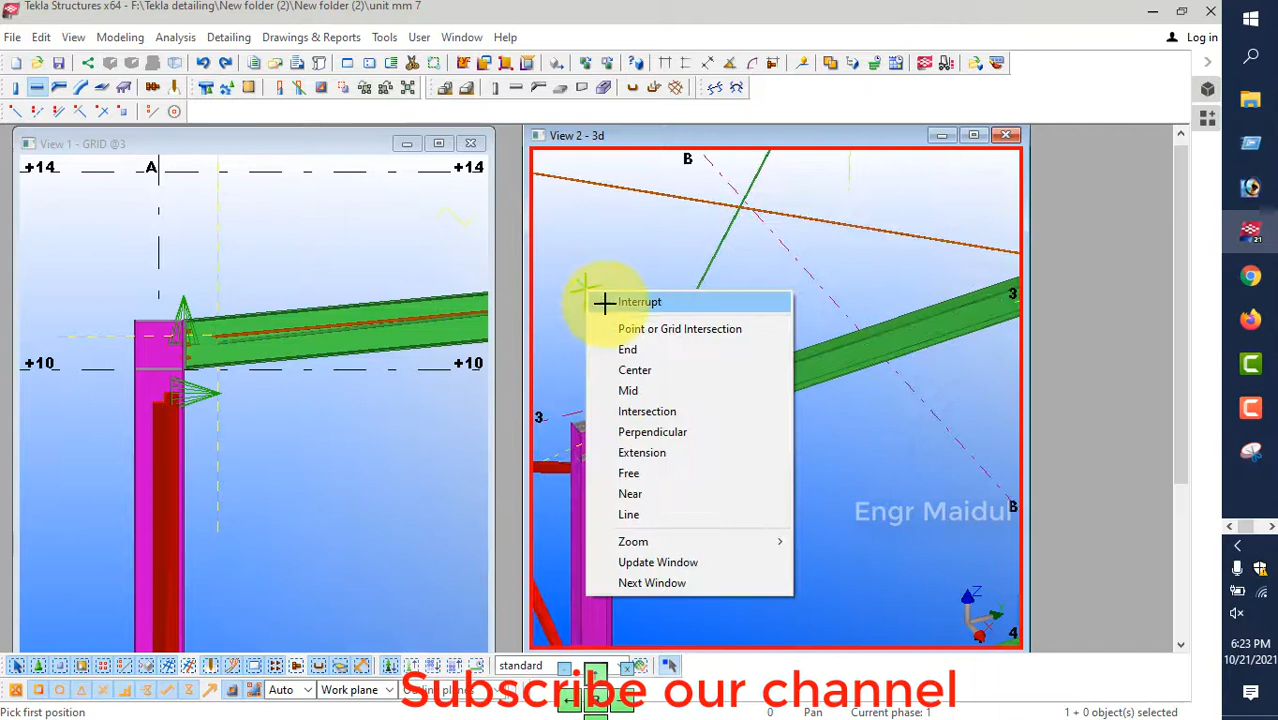 Tekla Structures x64 - F:\Tekla detailing\New folder (2)\New folder (2)\unit mm 7
File Edit View Modeling Analysis Detailing Drawings & Reports Tools User Window Help
Log in
View 1 - GRID @3
View 2 - 3d
+14 A +14
+10 +10
B
3
3
B
4
Z
X
Interrupt
Point or Grid Intersection
End
Center
Mid
Intersection
Perpendicular
Extension
Free
Near
Line
Zoom
Update Window
Next Window
Engr Maidul
standard
Auto
Work plane
Subscribe our channel
Pick first position
0 Pan Current phase: 1 1 + 0 object(s) selected
21
6:23 PM
10/21/2021